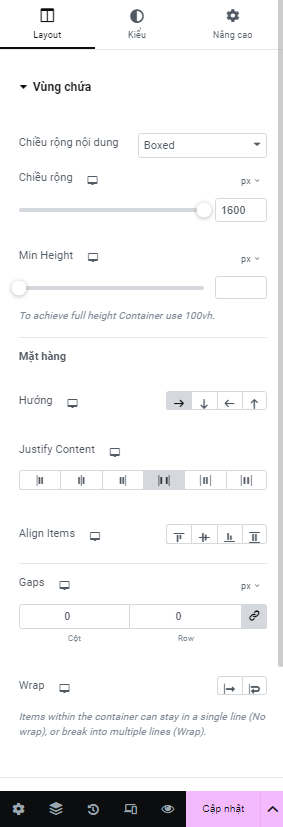 Layout
Kiểu
Nâng cao
Vùng chứa
Chiều rộng nội dung
Boxed
Chiều rộng
px
1600
Min Height
px
To achieve full height Container use 100vh.
Mặt hàng
Hướng
Justify Content
Align Items
Gaps
px
0
0
Cột
Row
Wrap
Items within the container can stay in a single line (No
wrap), or break into multiple lines (Wrap).
Cập nhật